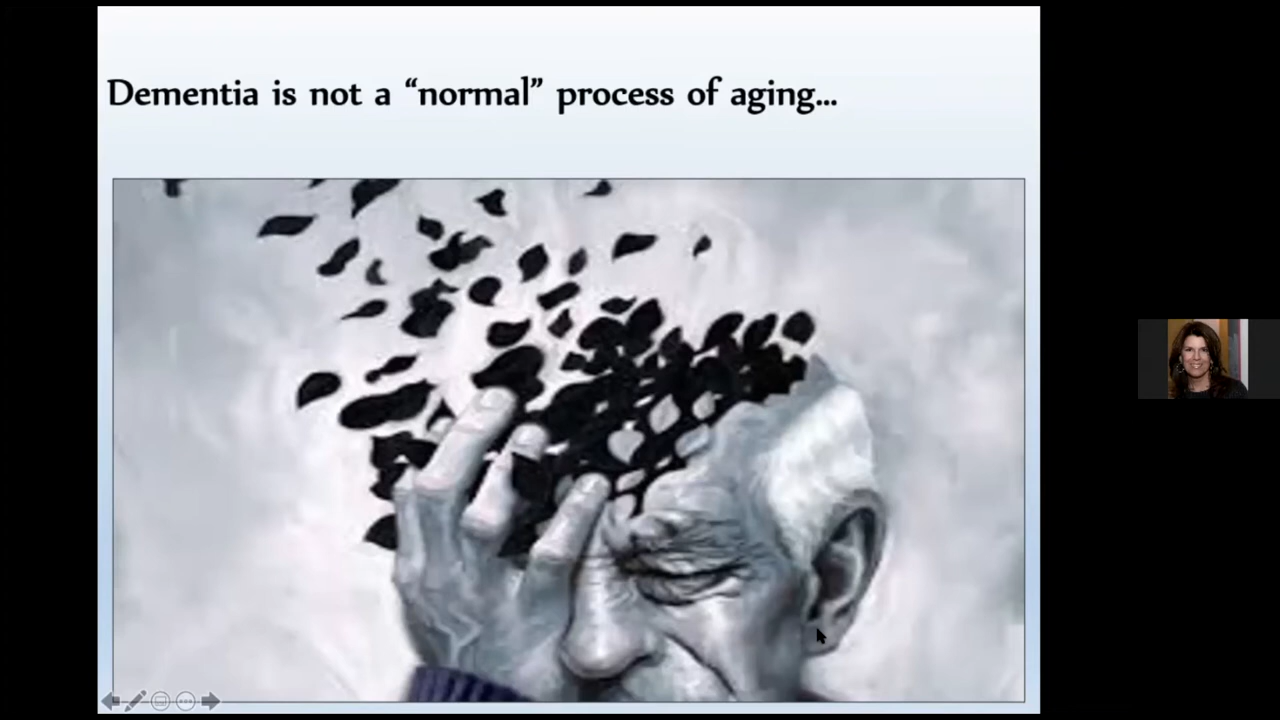 Dementia is not a “normal” process of aging...